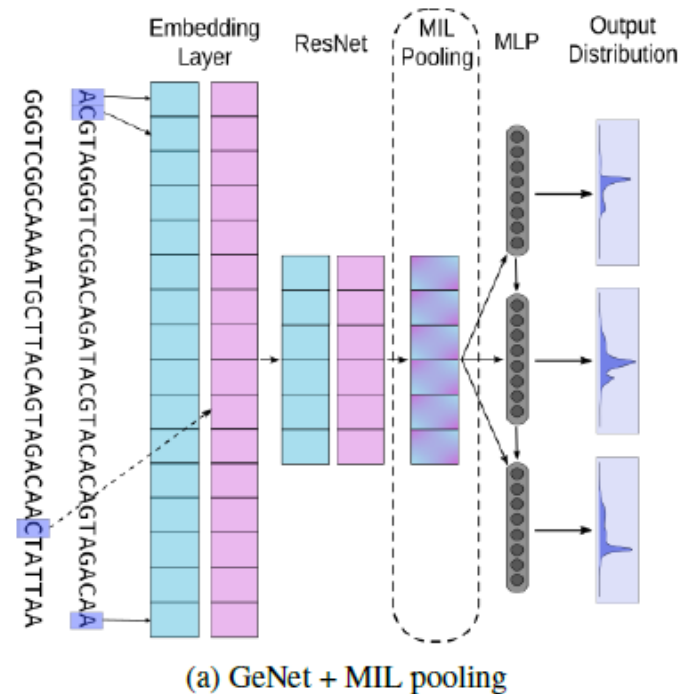 Embedding
Layer
ResNet
MIL
Pooling
MLP
Output
Distribution
GGGTCGGCAAAATGCTTACAGTAGACAACTATTAA
ACGTAGGGTCGGACAGATACGTACACAGTAGACAA
(a) GeNet + MIL pooling